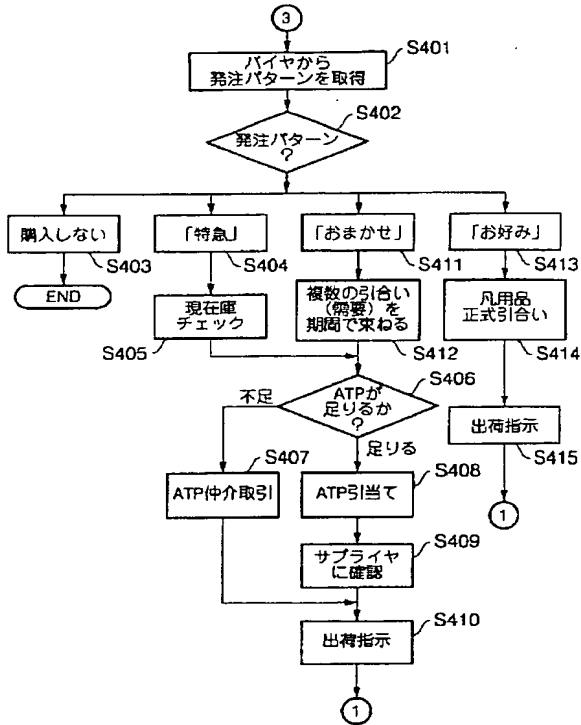 3
バイヤから
発注パターンを取得
S401
発注パターン
?
S402
購入しない
S403
END
「特急」
S404
現在庫
チェック
S405
「おまかせ」
S411
複数の引合い
(需要)を
期間で束ねる
S412
「お好み」
S413
汎用品
正式引合い
S414
出荷指示
S415
1
ATPが
足りるか
?
S406
不足
足りる
ATP仲介取引
S407
ATP引当て
S408
サプライヤ
に確認
S409
出荷指示
S410
1